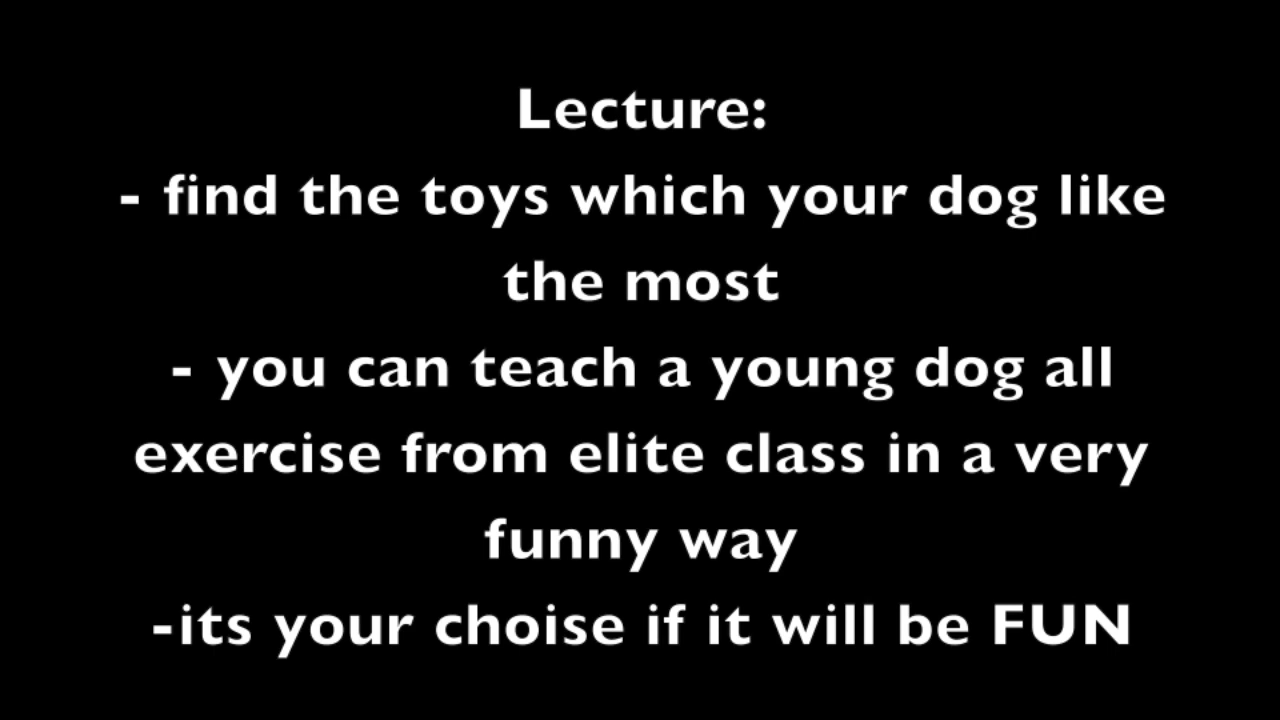 Lecture:
- find the toys which your dog like
the most
- you can teach a young dog all
exercise from elite class in a very
funny way
-its your choise if it will be FUN